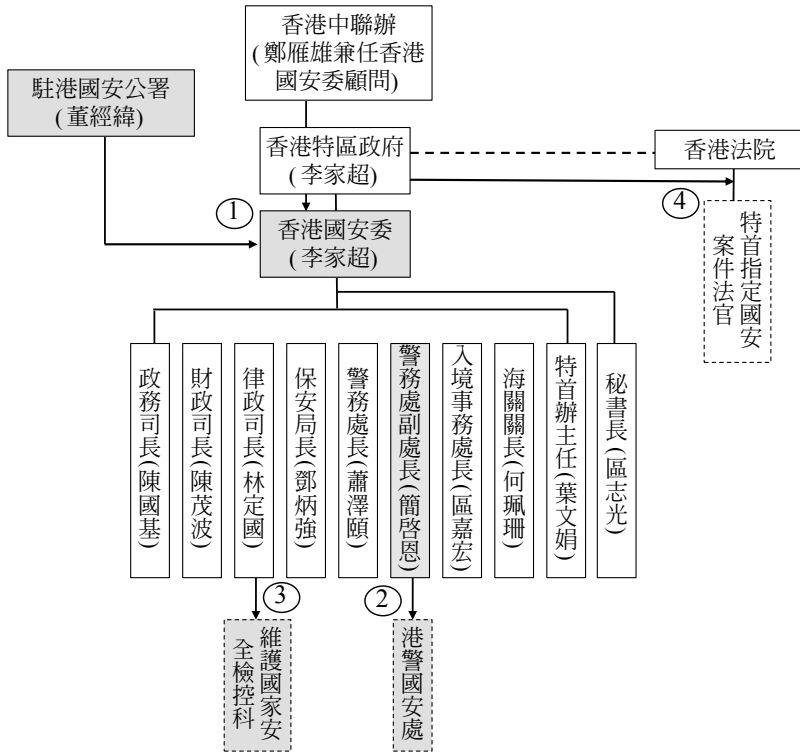 香港中聯辦
(鄭雁雄兼任香港
國安委顧問)
駐港國安公署
(董經緯)
香港特區政府
(李家超)
香港法院
①
④
香港國安委
(李家超)
特首指定國安
案件法官
政務司長(陳國基)
財政司長(陳茂波)
律政司長(林定國)
保安局長(鄧炳強)
警務處長(蕭澤頤)
警務處副處長(簡啓恩)
入境事務處長(區嘉宏)
海關關長(何珮珊)
特首辦主任(葉文娟)
秘書長(區志光)
③
②
維護國家安
全檢控科
港警國安處